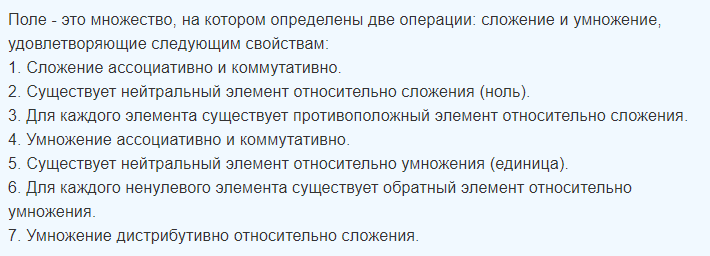 Поле - это множество, на котором определены две операции: сложение и умножение,
удовлетворяющие следующим свойствам:
1. Сложение ассоциативно и коммутативно.
2. Существует нейтральный элемент относительно сложения (ноль).
3. Для каждого элемента существует противоположный элемент относительно сложения.
4. Умножение ассоциативно и коммутативно.
5. Существует нейтральный элемент относительно умножения (единица).
6. Для каждого ненулевого элемента существует обратный элемент относительно
умножения.
7. Умножение дистрибутивно относительно сложения.